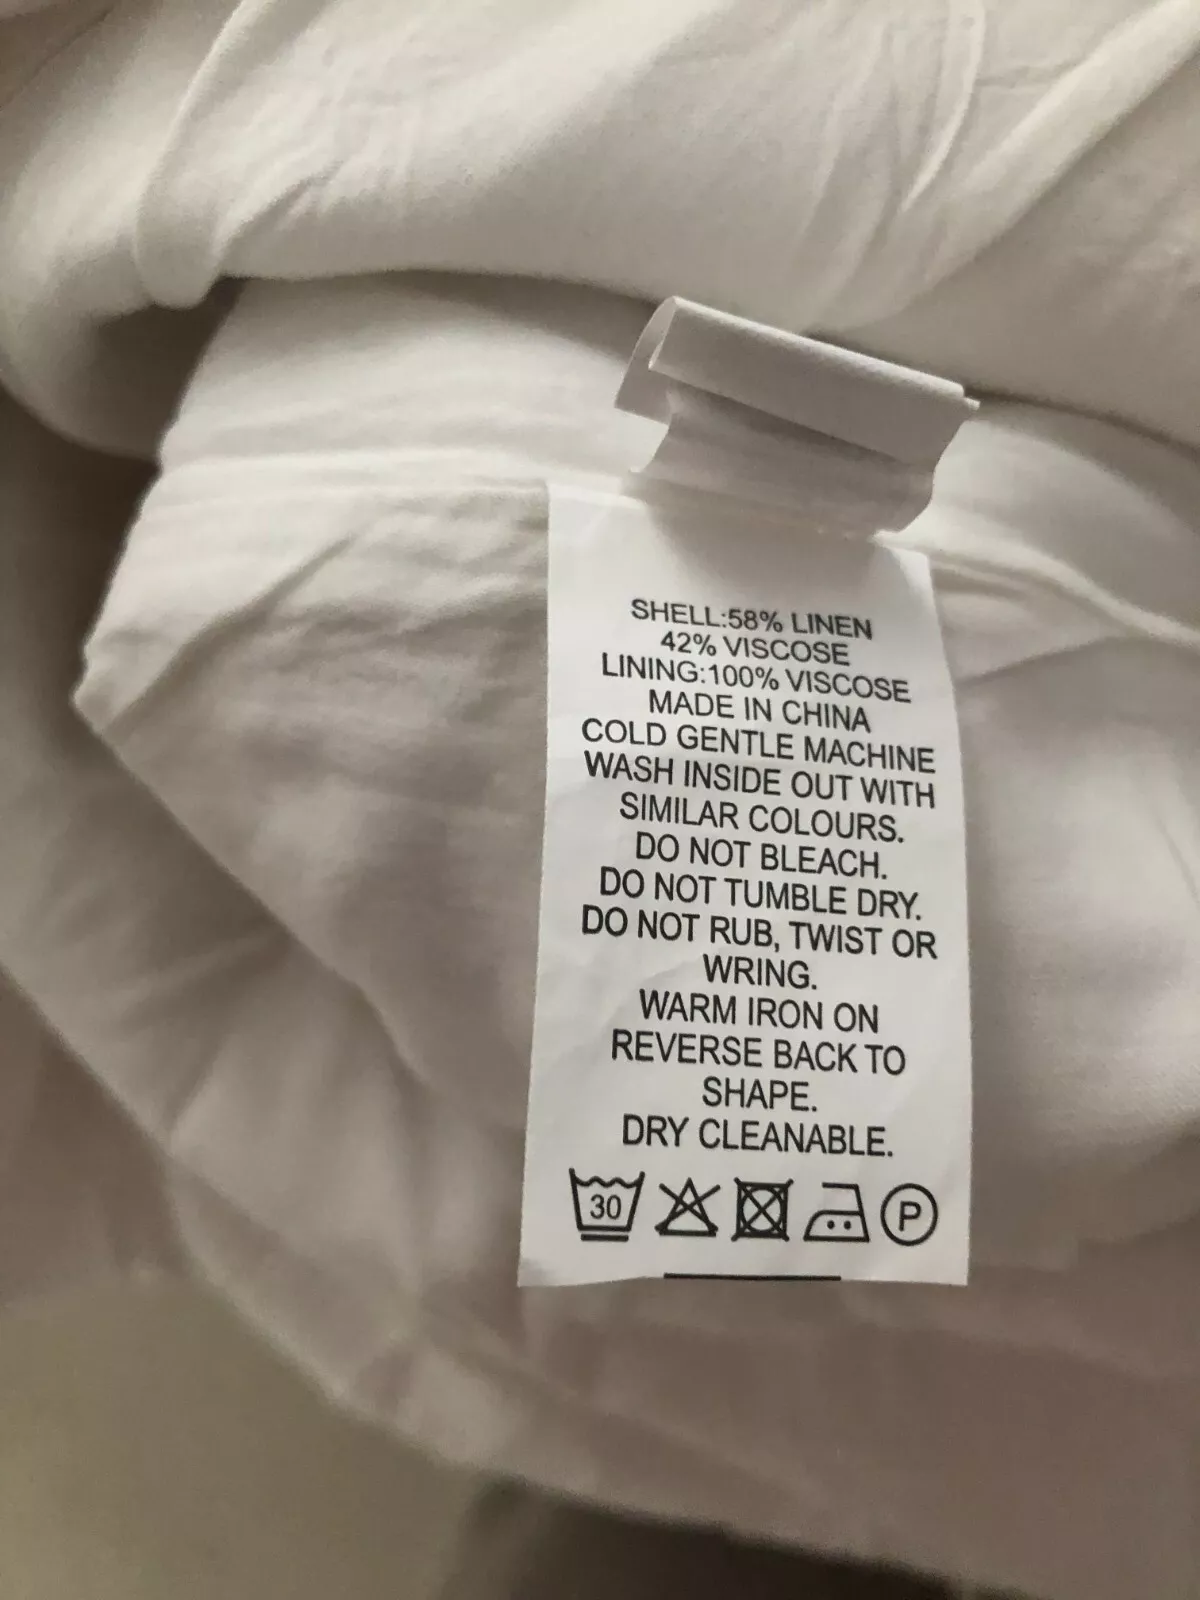 SHELL:58% LINEN
42% VISCOSE
LINING:100% VISCOSE
MADE IN CHINA
COLD GENTLE MACHINE
WASH INSIDE OUT WITH
SIMILAR COLOURS.
DO NOT BLEACH.
DO NOT TUMBLE DRY.
DO NOT RUB, TWIST OR
WRING.
WARM IRON ON
REVERSE BACK TO
SHAPE.
DRY CLEANABLE.
30 P